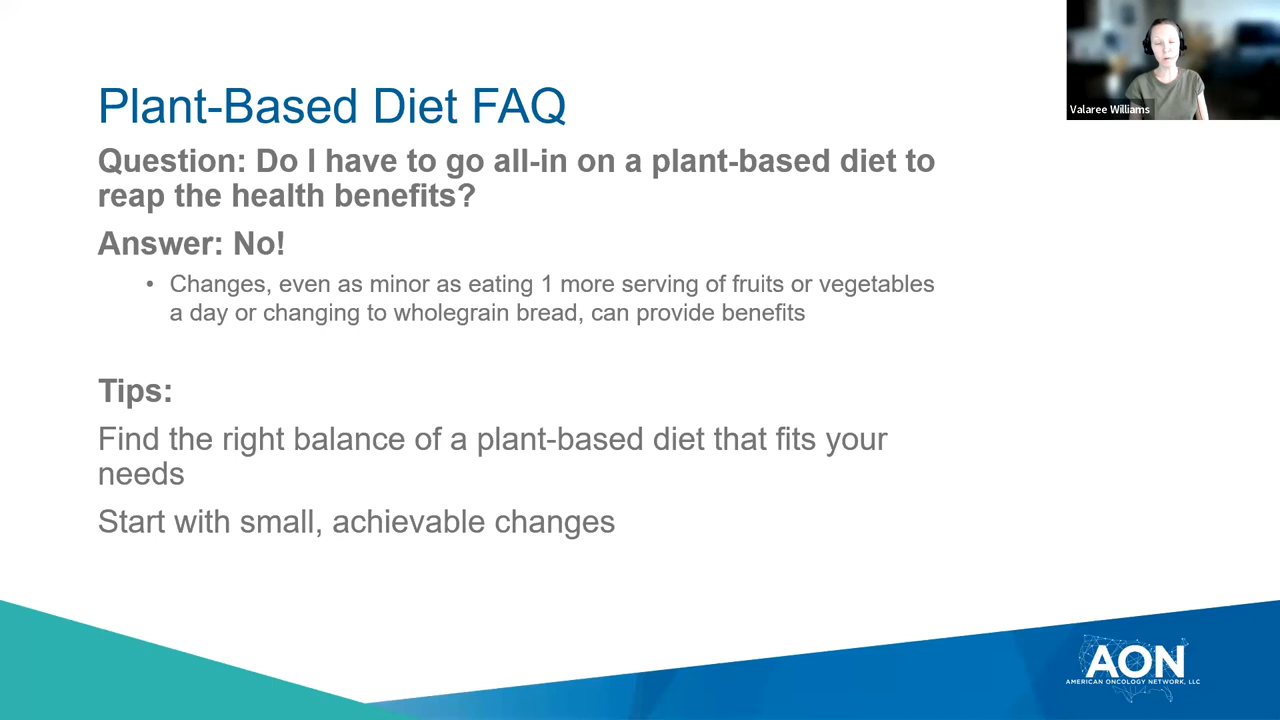 Plant-Based Diet FAQ
Question: Do I have to go all-in on a plant-based diet to
reap the health benefits?
Answer: No!
• Changes, even as minor as eating 1 more serving of fruits or vegetables
a day or changing to wholegrain bread, can provide benefits
Tips:
Find the right balance of a plant-based diet that fits your
needs
Start with small, achievable changes
Valaree Williams
AON
AMERICAN ONCOLOGY NETWORK, LLC